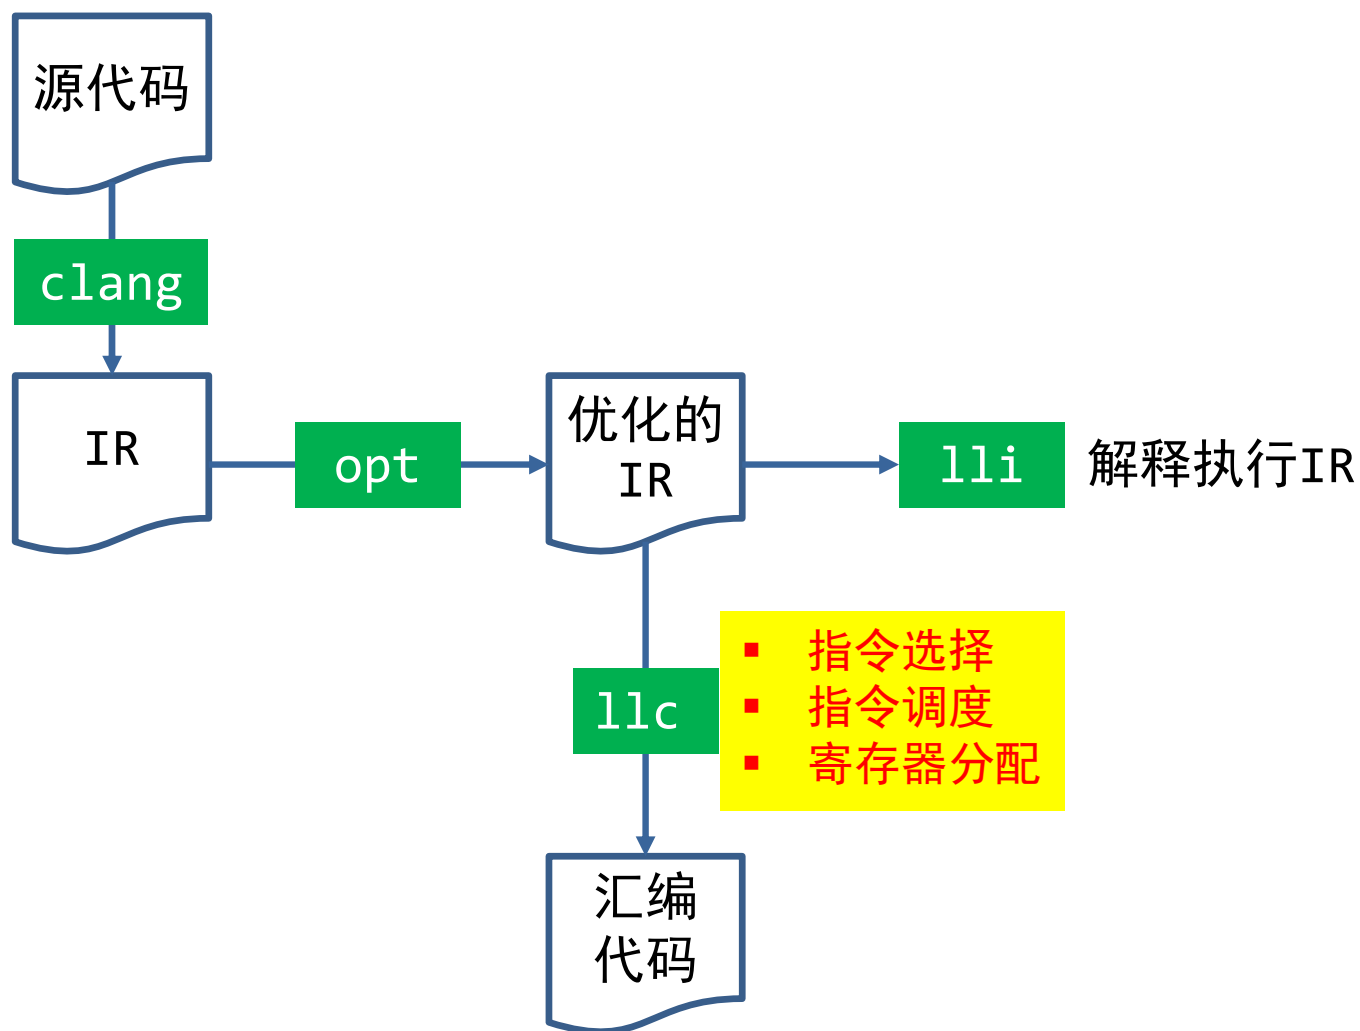 源代码
clang
IR
opt
优化的
IR
lli
解释执行IR
llc
▪ 指令选择
▪ 指令调度
▪ 寄存器分配
汇编
代码